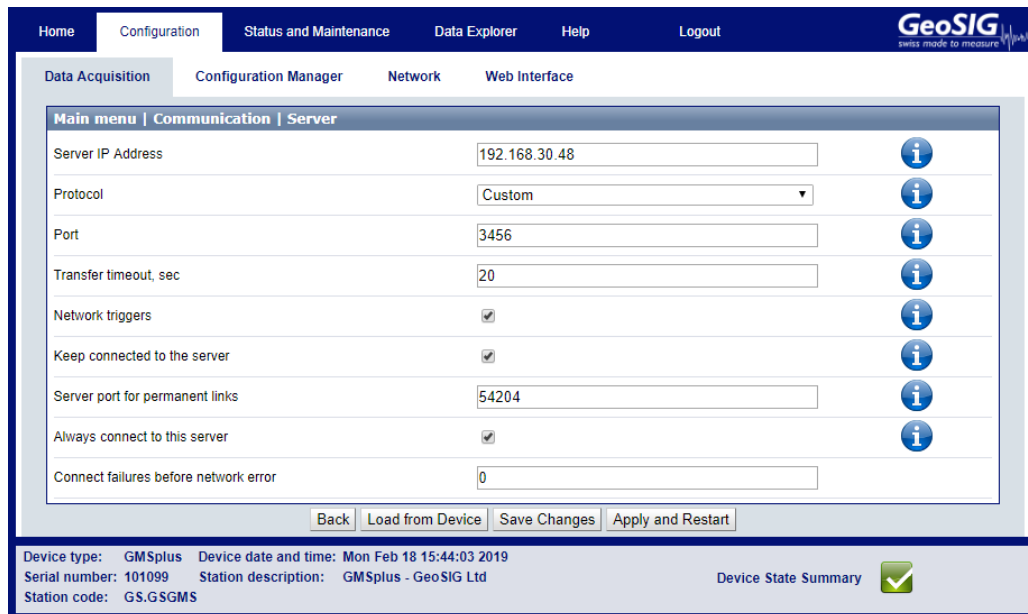 Home Configuration Status and Maintenance Data Explorer Help Logout GeoSIG
swiss made to measure
Data Acquisition Configuration Manager Network Web Interface
Main menu | Communication | Server
Server IP Address 192.168.30.48
Protocol Custom
Port 3456
Transfer timeout, sec 20
Network triggers
Keep connected to the server
Server port for permanent links 54204
Always connect to this server
Connect failures before network error 0
Back Load from Device Save Changes Apply and Restart
Device type: GMSplus Device date and time: Mon Feb 18 15:44:03 2019
Serial number: 101099 Station description: GMSplus - GeoSIG Ltd Device State Summary
Station code: GS.GSGMS